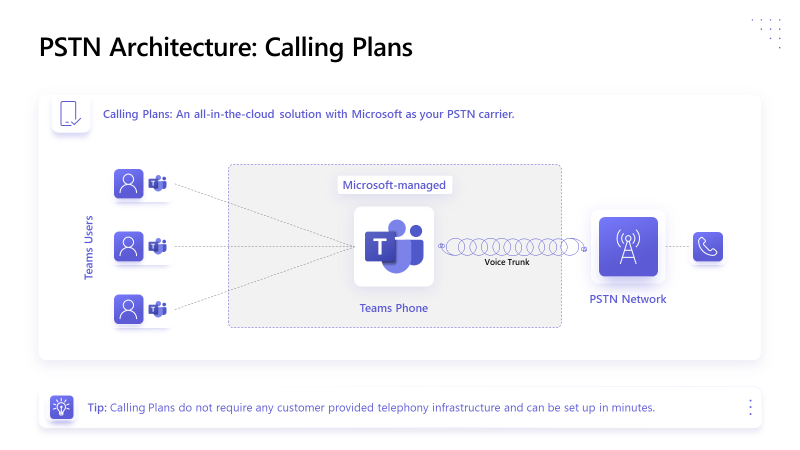 PSTN Architecture: Calling Plans
Calling Plans: An all-in-the-cloud solution with Microsoft as your PSTN carrier.
Microsoft-managed
Teams Users
T
T
T
T
Voice Trunk
Teams Phone
PSTN Network
Tip: Calling Plans do not require any customer provided telephony infrastructure and can be set up in minutes.